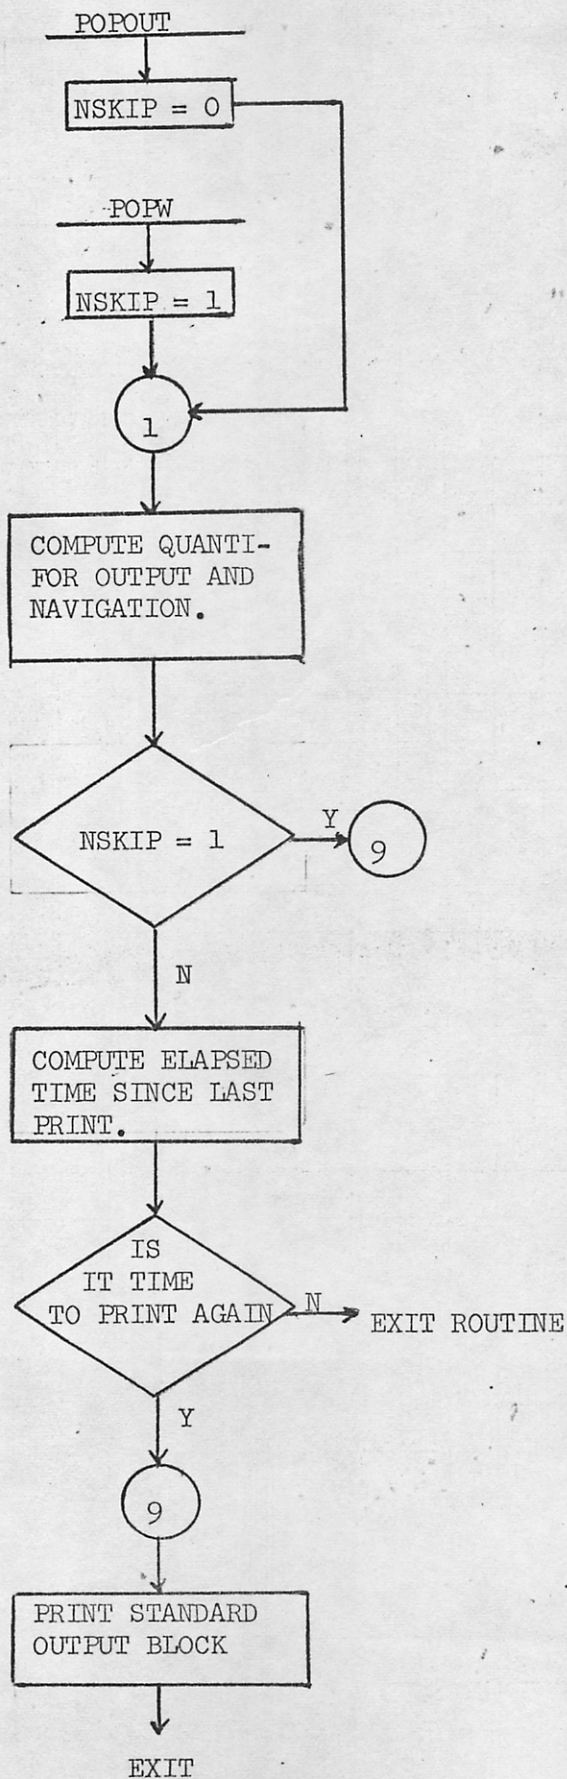 POPOUT
NSKIP = 0
POPW
NSKIP = 1
1
COMPUTE QUANTI-
FOR OUTPUT AND
NAVIGATION.
NSKIP = 1
Y
9
N
COMPUTE ELAPSED
TIME SINCE LAST
PRINT.
IS
IT TIME
TO PRINT AGAIN
N
EXIT ROUTINE
Y
9
PRINT STANDARD
OUTPUT BLOCK
EXIT